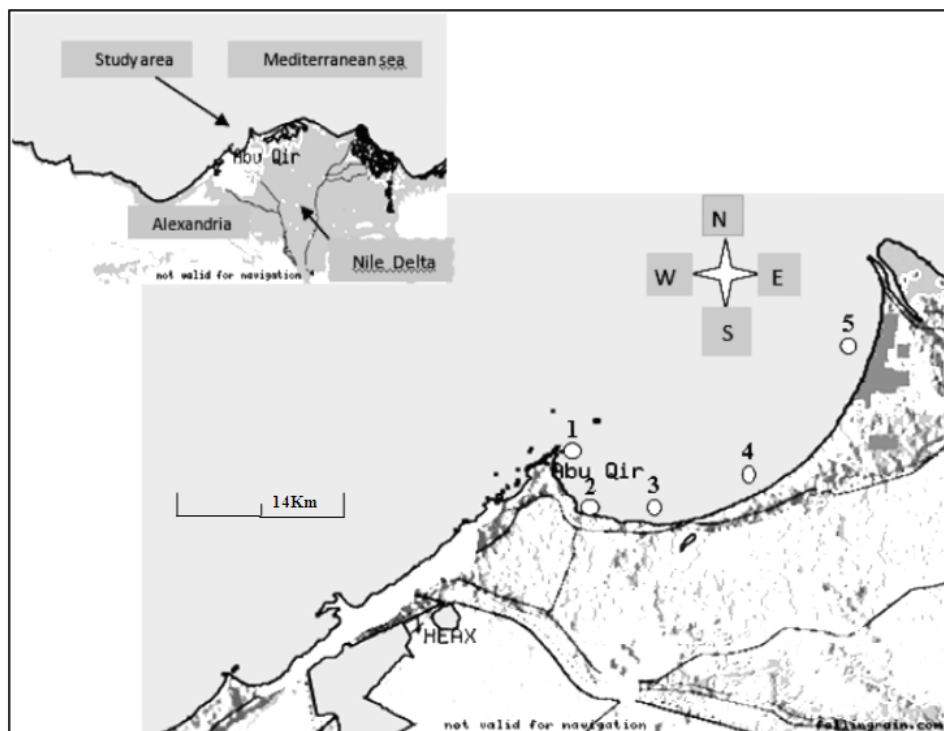 Study area
Mediterranean sea
Abu Qir
Alexandria
Nile Delta
not valid for navigation
N
W
E
S
5
1
Abu Qir
4
2
3
14Km
HEAX
not valid for navigation
fallingrain.com